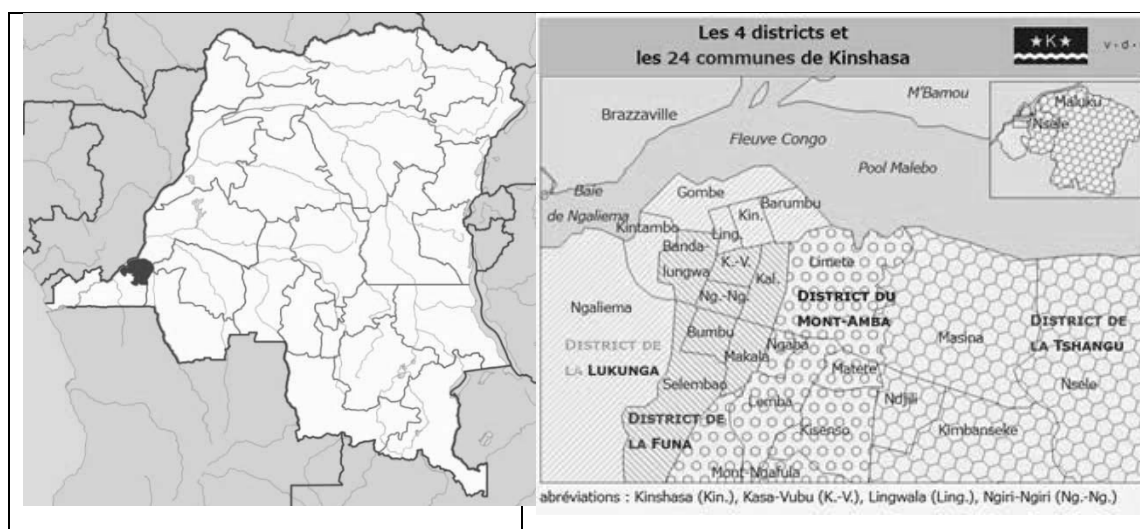 Les 4 districts et
les 24 communes de Kinshasa
★K★
v·d·
M'Bamou
Brazzaville
Fleuve Congo
Pool Malebo
Maluku
Nsele
Baie
de Ngaliema
Gombe
Barumbu
Kin.
Ling.
Kintambo
Banda-
lungwa
K.-V.
Kal.
Limete
Ng.-Ng.
Ngaliema
DISTRICT DU
MONT-AMBA
Bumbu
Makala
Ngaba
Masina
DISTRICT DE
LA TSHANGU
DISTRICT DE
LA LUKUNGA
Matete
Selembao
Lemba
Ndjili
Nsele
DISTRICT DE
LA FUNA
Kisenso
Kimbanseke
Mont-Ngafula
abréviations : Kinshasa (Kin.), Kasa-Vubu (K.-V.), Lingwala (Ling.), Ngiri-Ngiri (Ng.-Ng.)